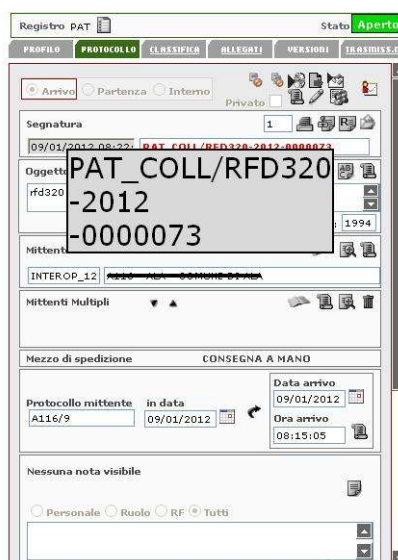 Registro PAT
Stato Aperto
PROFILO PROTOCOLLO CLASSIFICA ALLEGATI VERSIONI TRASMISS.
Arrivo Partenza Interno
Privato
Segnatura 1
09/01/2012 08:22: PAT_COLL/RFD320-2012-0000073
Oggetto
rfd320
PAT_COLL/RFD320
-2012
-0000073
: 1994
Mittente
INTEROP_12 A116 - ALA - COMUNE DI ALA
Mittenti Multipli
Mezzo di spedizione CONSEGNA A MANO
Data arrivo
09/01/2012
Protocollo mittente in data
A116/9 09/01/2012
Ora arrivo
08:15:05
Nessuna nota visibile
Personale Ruolo RF Tutti